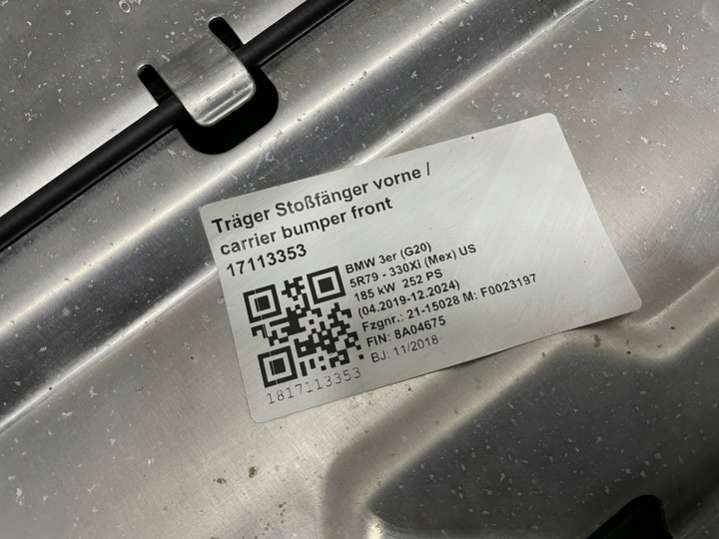 Träger Stoßfänger vorne /
carrier bumper front
17113353
BMW 3er (G20)
5R79 - 330Xi (Mex) US
185 kW 252 PS
(04.2019-12.2024)
Fzgnr.: 21-15028 M: F0023197
FIN: 8A04675
BJ: 11/2018
1817113353